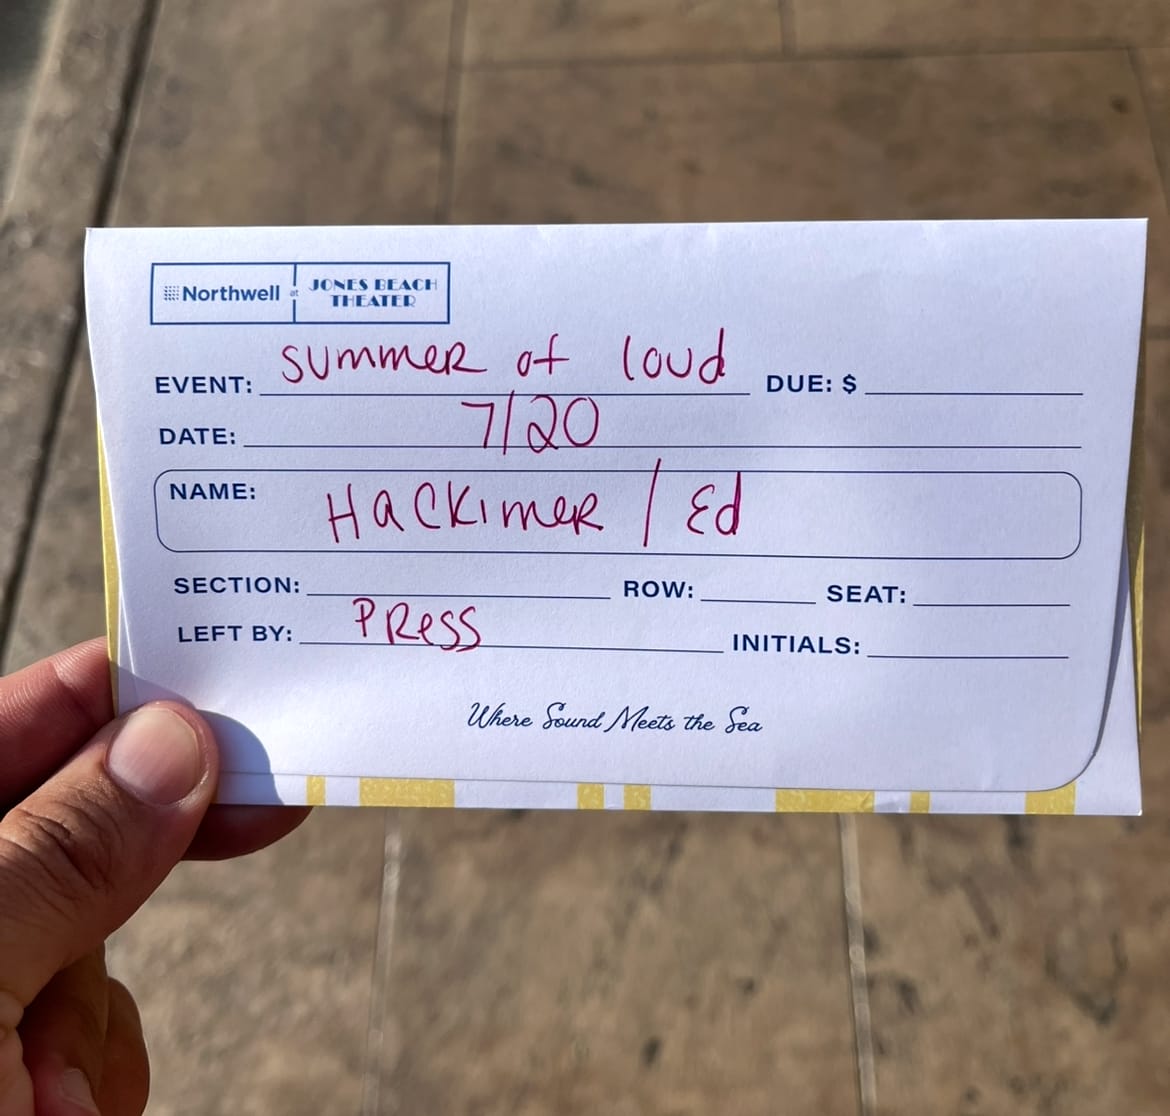 Northwell at JONES BEACH THEATER
EVENT: SUMMER of loud DUE: $
DATE: 7/20
NAME: HACKIMER / Ed
SECTION: ROW: SEAT:
LEFT BY: PRESS INITIALS:
Where Sound Meets the Sea